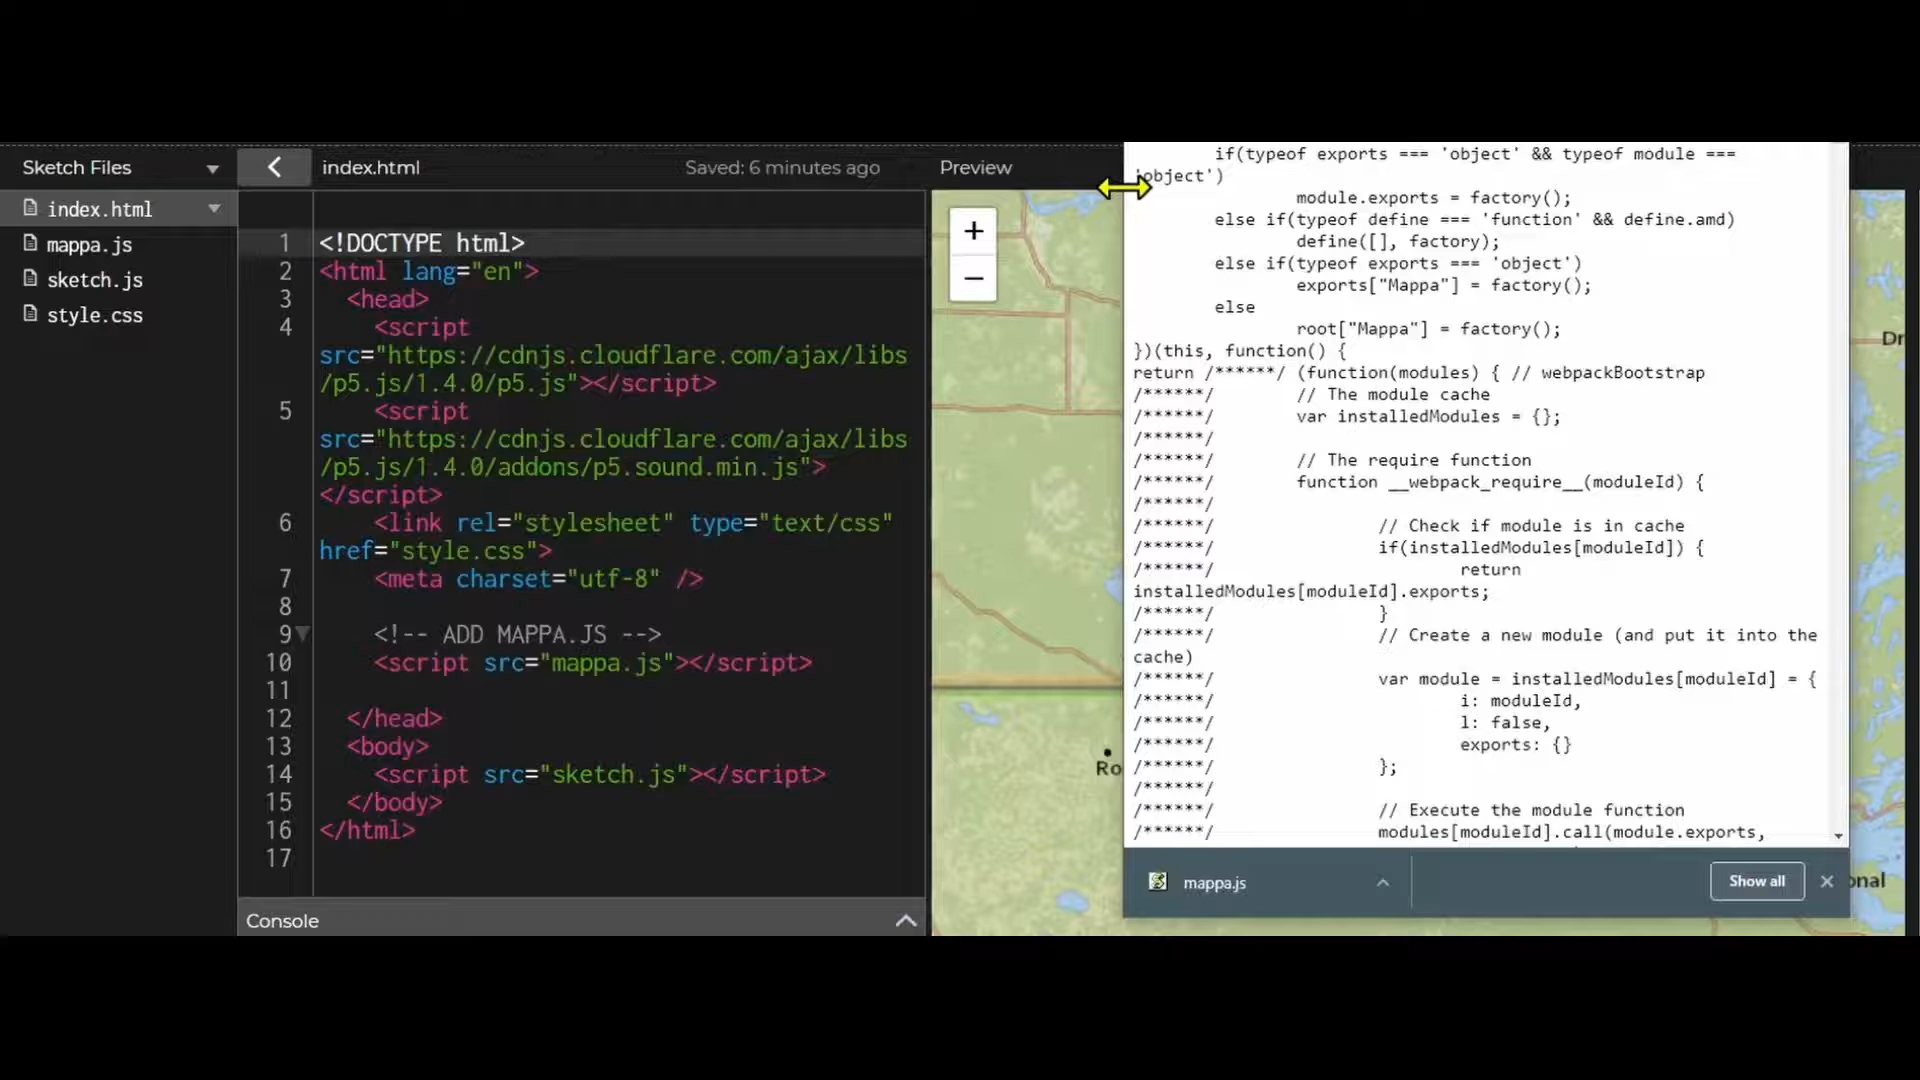 Sketch Files
index.html
mappa.js
sketch.js
style.css
index.html
Saved: 6 minutes ago
1 <!DOCTYPE html>
2 <html lang="en">
3 <head>
4 <script
src="https://cdnjs.cloudflare.com/ajax/libs
/p5.js/1.4.0/p5.js"></script>
5 <script
src="https://cdnjs.cloudflare.com/ajax/libs
/p5.js/1.4.0/addons/p5.sound.min.js">
</script>
6 <link rel="stylesheet" type="text/css"
href="style.css">
7 <meta charset="utf-8" />
8
9 <!-- ADD MAPPA.JS -->
10 <script src="mappa.js"></script>
11
12 </head>
13 <body>
14 <script src="sketch.js"></script>
15 </body>
16 </html>
17
Console
Preview
+
−
Ro
if(typeof exports === 'object' && typeof module ===
'object')
module.exports = factory();
else if(typeof define === 'function' && define.amd)
define([], factory);
else if(typeof exports === 'object')
exports["Mappa"] = factory();
else
root["Mappa"] = factory();
})(this, function() {
return /******/ (function(modules) { // webpackBootstrap
/******/ // The module cache
/******/ var installedModules = {};
/******/
/******/ // The require function
/******/ function __webpack_require__(moduleId) {
/******/
/******/ // Check if module is in cache
/******/ if(installedModules[moduleId]) {
/******/ return
installedModules[moduleId].exports;
/******/ }
/******/ // Create a new module (and put it into the
cache)
/******/ var module = installedModules[moduleId] = {
/******/ i: moduleId,
/******/ l: false,
/******/ exports: {}
/******/ };
/******/
/******/ // Execute the module function
/******/ modules[moduleId].call(module.exports,
mappa.js
Show all
Dr
onal